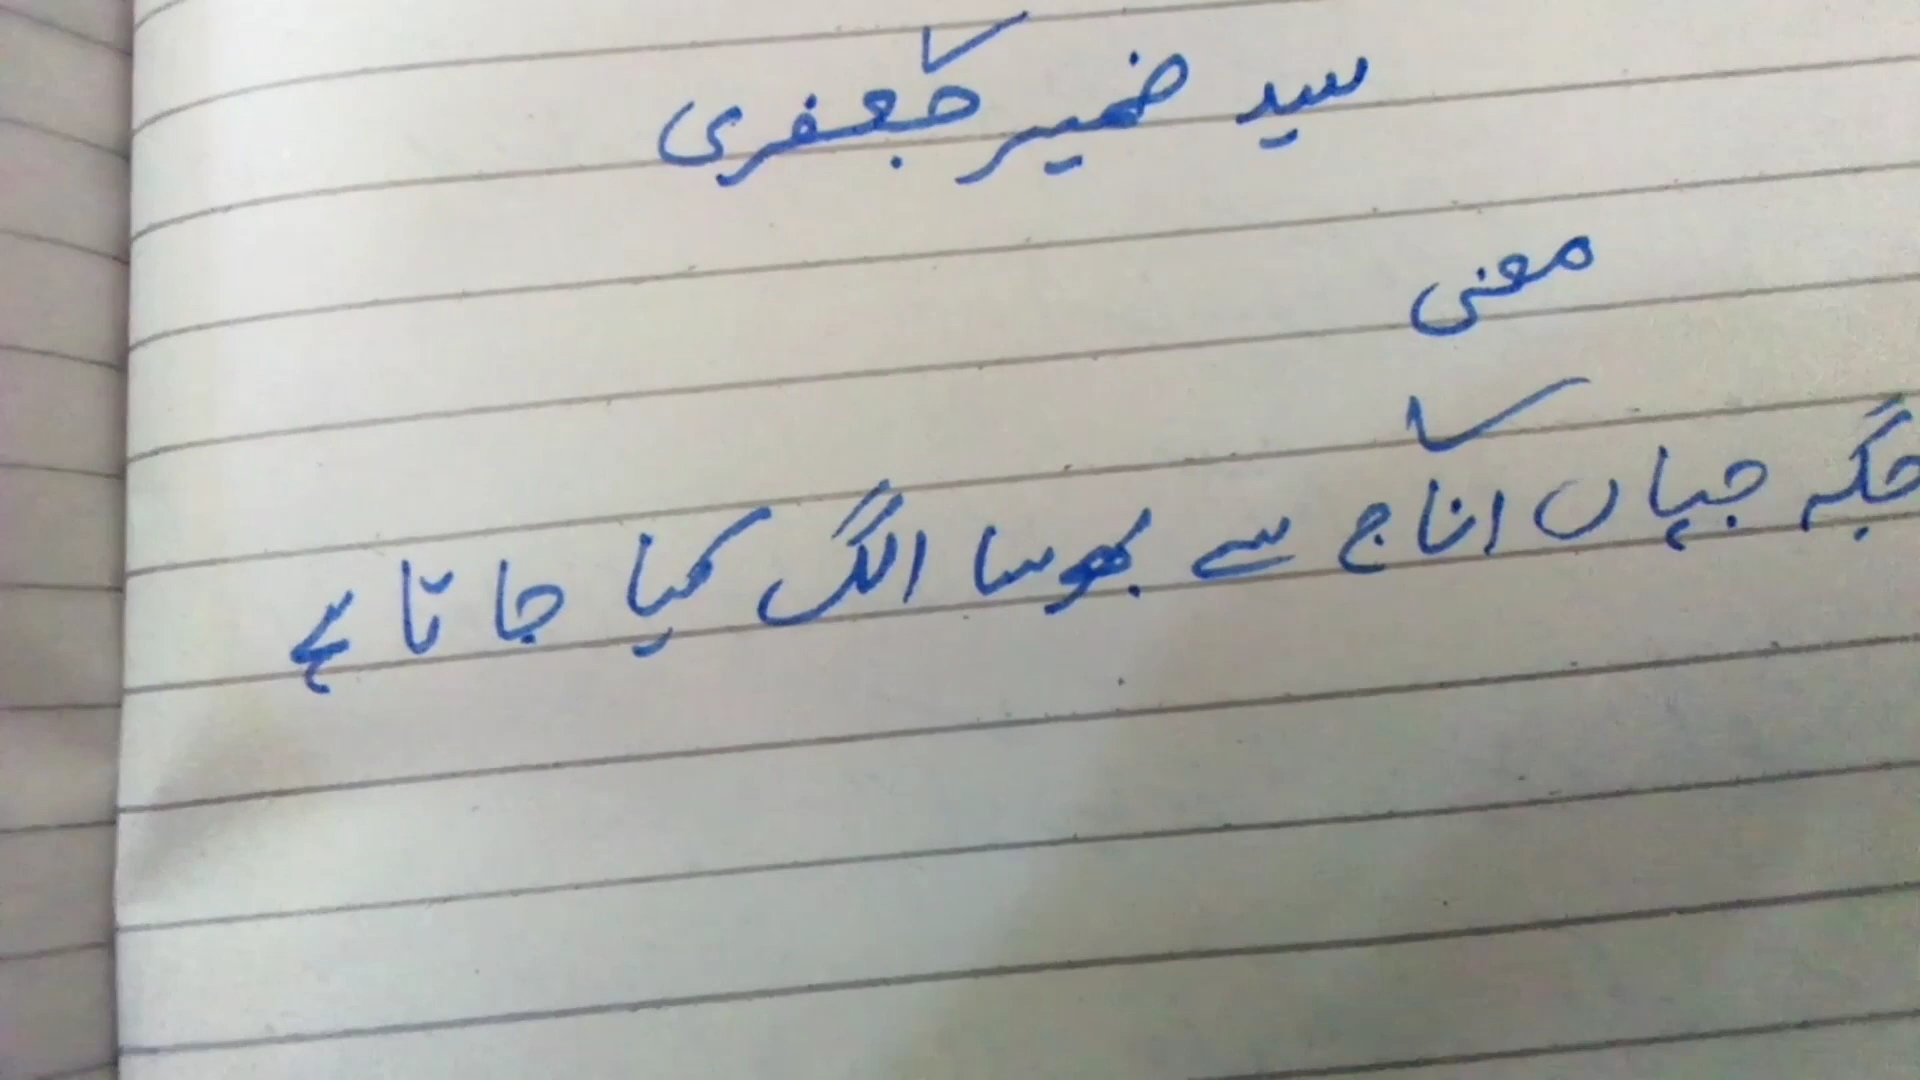 سید ضمیر جعفری
معنی
جگہ جہاں اناج سے بھوسا الگ کیا جاتا ہے